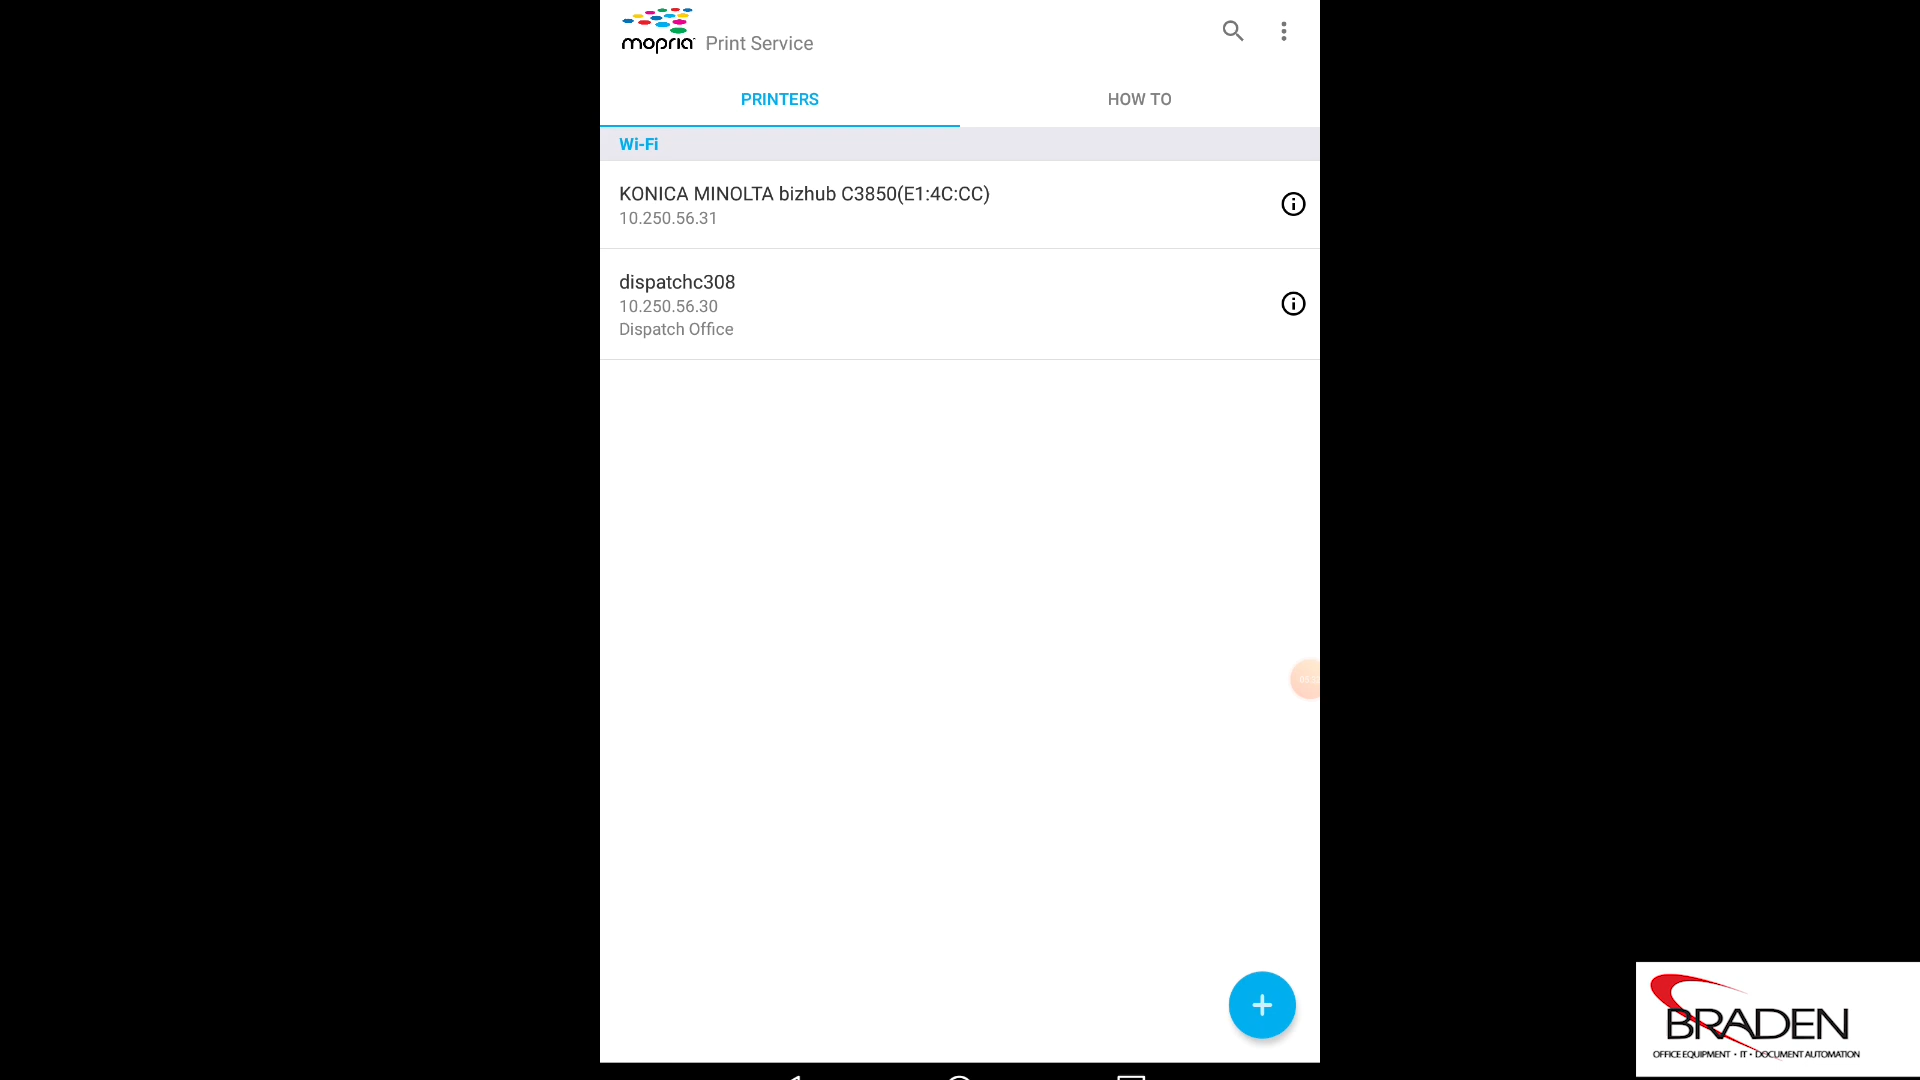 mopria Print Service
PRINTERS
HOW TO
Wi-Fi
KONICA MINOLTA bizhub C3850(E1:4C:CC)
10.250.56.31
dispatchc308
10.250.56.30
Dispatch Office
BRADEN
OFFICE EQUIPMENT • IT • DOCUMENT AUTOMATION